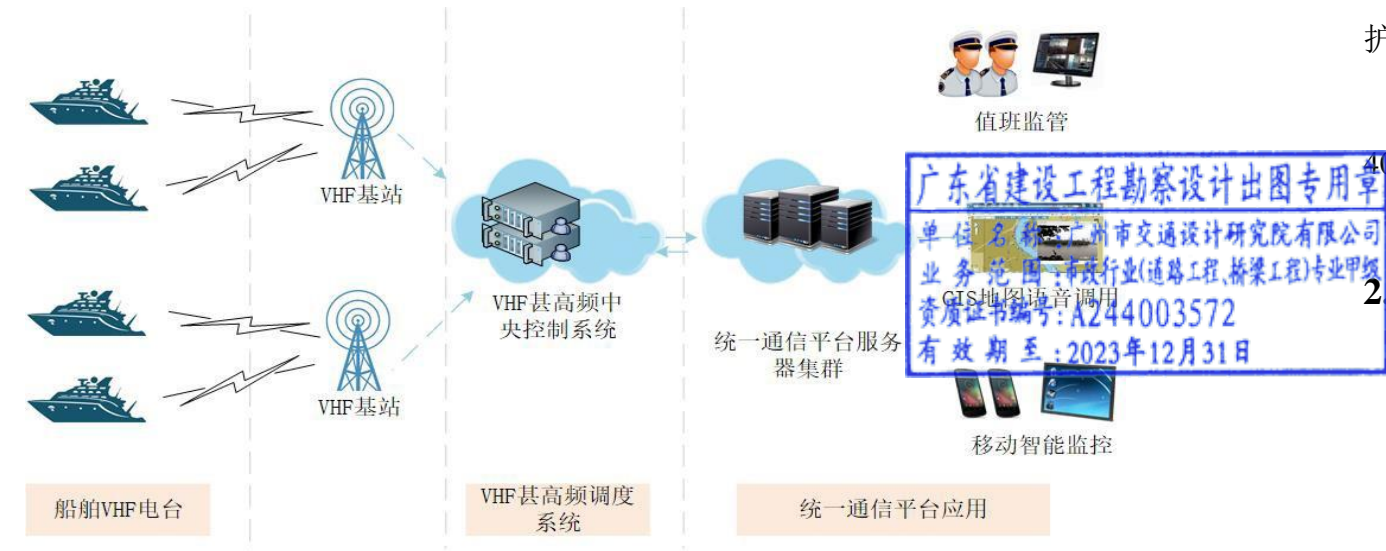 护
值班监管
40
广东省建设工程勘察设计出图专用章
VHF基站
单位名称:广州市交通设计研究院有限公司
业务范围:市政行业(道路工程、桥梁工程)专业甲级
GIS地图语音调用
2
资质证书编号:A244003572
有效期至:2023年12月31日
VHF甚高频中
央控制系统
统一通信平台服务
器集群
VHF基站
移动智能监控
船舶VHF电台
VHF甚高频调度
系统
统一通信平台应用